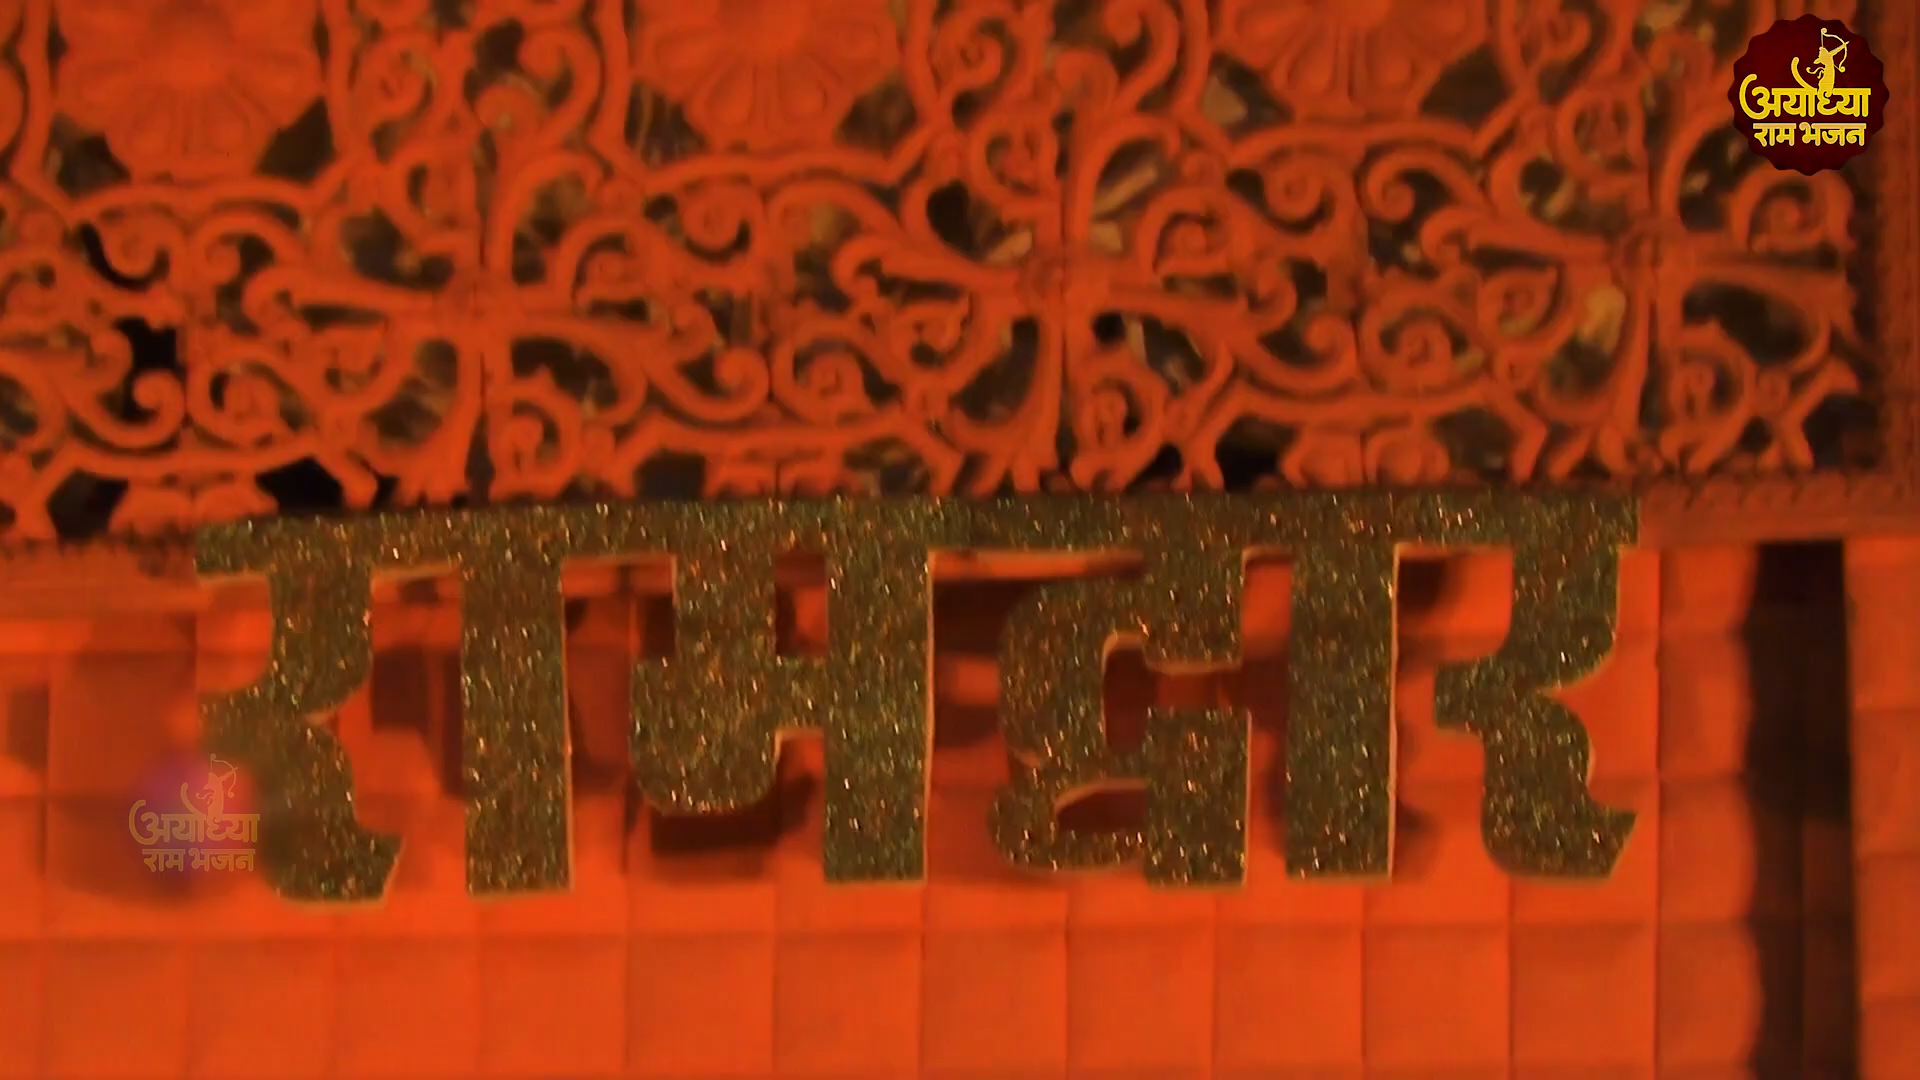 अयोध्या
राम भजन
रामद्वार
अयोध्या
राम भजन